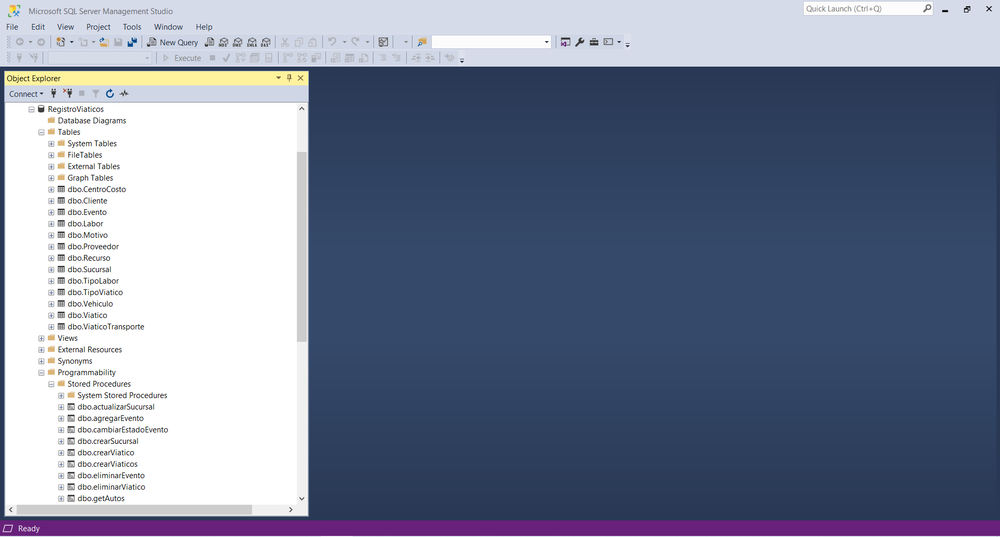 Microsoft SQL Server Management Studio
Quick Launch (Ctrl+Q)
File Edit View Project Tools Window Help
New Query MDX DMX XMLA DAX
Execute
Object Explorer
Connect
RegistroViaticos
Database Diagrams
Tables
System Tables
FileTables
External Tables
Graph Tables
dbo.CentroCosto
dbo.Cliente
dbo.Evento
dbo.Labor
dbo.Motivo
dbo.Proveedor
dbo.Recurso
dbo.Sucursal
dbo.TipoLabor
dbo.TipoViatico
dbo.Vehiculo
dbo.Viatico
dbo.ViaticoTransporte
Views
External Resources
Synonyms
Programmability
Stored Procedures
System Stored Procedures
dbo.actualizarSucursal
dbo.agregarEvento
dbo.cambiarEstadoEvento
dbo.crearSucursal
dbo.crearViatico
dbo.crearViaticos
dbo.eliminarEvento
dbo.eliminarViatico
dbo.getAutos
Ready